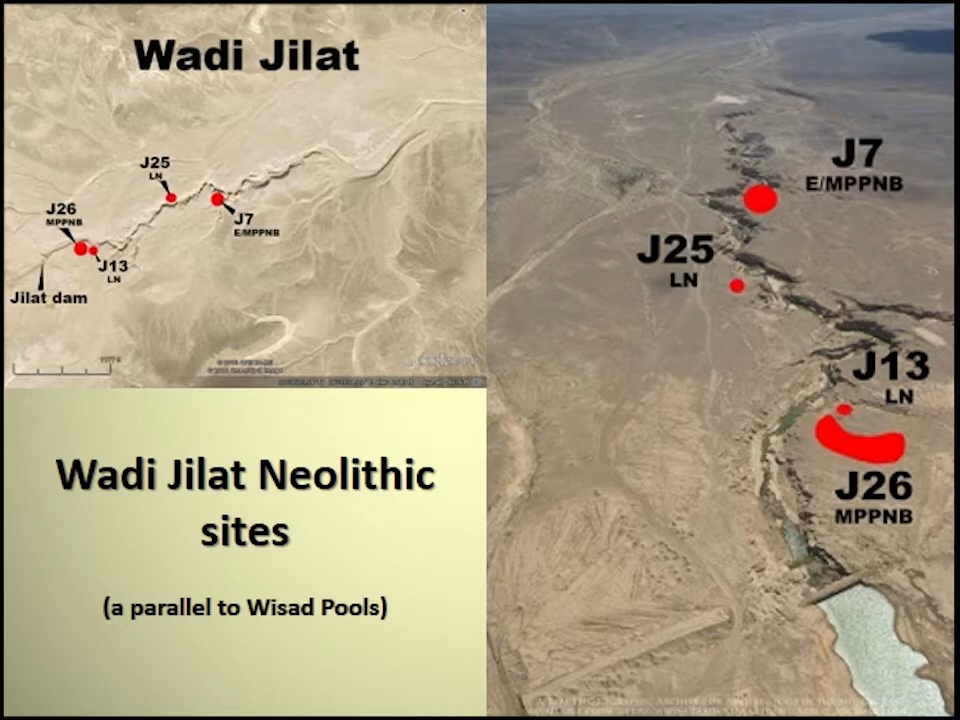 Wadi Jilat
J25
LN
J26
MPPNB
J7
E/MPPNB
J13
LN
Jilat dam
Wadi Jilat Neolithic
sites
(a parallel to Wisad Pools)
J7
E/MPPNB
J25
LN
J13
LN
J26
MPPNB